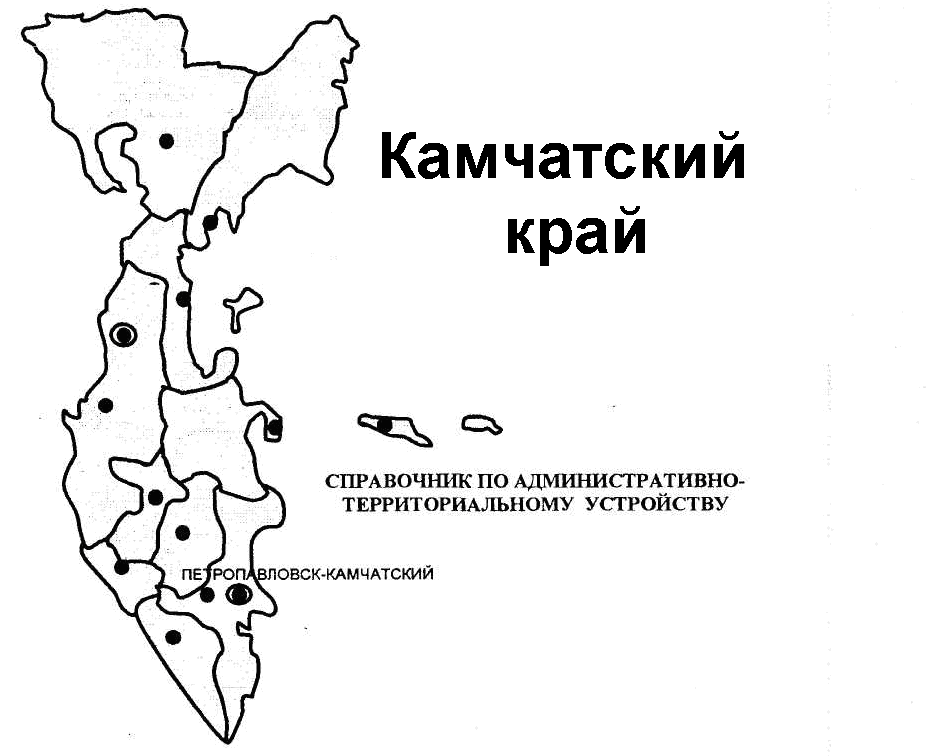 Камчатский
край
СПРАВОЧНИК ПО АДМИНИСТРАТИВНО-
ТЕРРИТОРИАЛЬНОМУ УСТРОЙСТВУ
ПЕТРОПАВЛОВСК-КАМЧАТСКИЙ